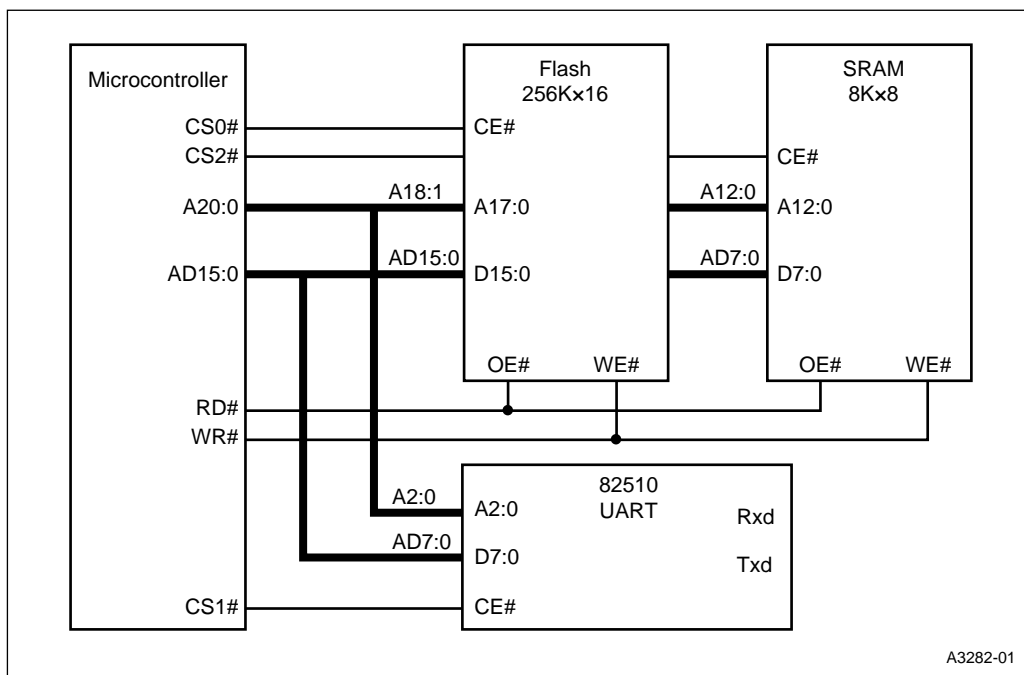 Microcontroller
CS0#
CS2#
A20:0
AD15:0
RD#
WR#
CS1#
A18:1
AD15:0
Flash
256K×16
CE#
A17:0
D15:0
OE# WE#
A12:0
AD7:0
SRAM
8K×8
CE#
A12:0
D7:0
OE# WE#
A2:0
AD7:0
82510
UART
A2:0
D7:0
CE#
Rxd
Txd
A3282-01